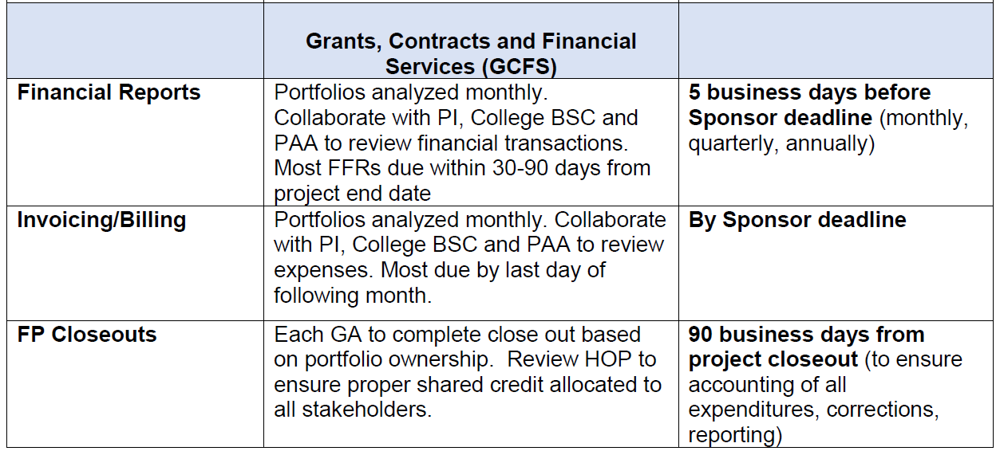 Grants, Contracts and Financial
Services (GCFS)
Financial Reports
Portfolios analyzed monthly.
Collaborate with PI, College BSC and
PAA to review financial transactions.
Most FFRs due within 30-90 days from
project end date
5 business days before
Sponsor deadline (monthly,
quarterly, annually)
Invoicing/Billing
Portfolios analyzed monthly. Collaborate
with PI, College BSC and PAA to review
expenses. Most due by last day of
following month.
By Sponsor deadline
FP Closeouts
Each GA to complete close out based
on portfolio ownership.  Review HOP to
ensure proper shared credit allocated to
all stakeholders.
90 business days from
project closeout (to ensure
accounting of all
expenditures, corrections,
reporting)